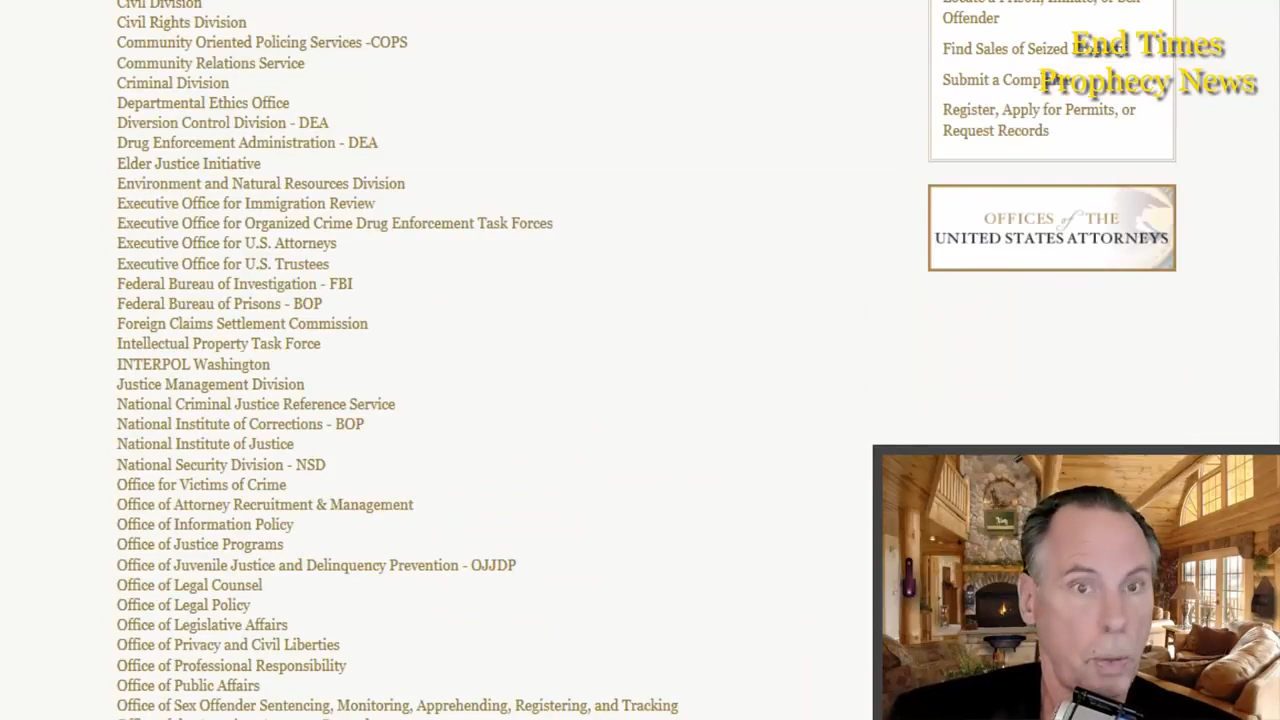 Civil Division
Civil Rights Division
Community Oriented Policing Services -COPS
Community Relations Service
Criminal Division
Departmental Ethics Office
Diversion Control Division - DEA
Drug Enforcement Administration - DEA
Elder Justice Initiative
Environment and Natural Resources Division
Executive Office for Immigration Review
Executive Office for Organized Crime Drug Enforcement Task Forces
Executive Office for U.S. Attorneys
Executive Office for U.S. Trustees
Federal Bureau of Investigation - FBI
Federal Bureau of Prisons - BOP
Foreign Claims Settlement Commission
Intellectual Property Task Force
INTERPOL Washington
Justice Management Division
National Criminal Justice Reference Service
National Institute of Corrections - BOP
National Institute of Justice
National Security Division - NSD
Office for Victims of Crime
Office of Attorney Recruitment & Management
Office of Information Policy
Office of Justice Programs
Office of Juvenile Justice and Delinquency Prevention - OJJDP
Office of Legal Counsel
Office of Legal Policy
Office of Legislative Affairs
Office of Privacy and Civil Liberties
Office of Professional Responsibility
Office of Public Affairs
Office of Sex Offender Sentencing, Monitoring, Apprehending, Registering, and Tracking
Locate a Prison, Inmate, or Sex
Offender
Find Sales of Seized
Submit a
Register, Apply for Permits, or
Request Records
End Times
Prophecy News
OFFICES of THE
UNITED STATES ATTORNEYS